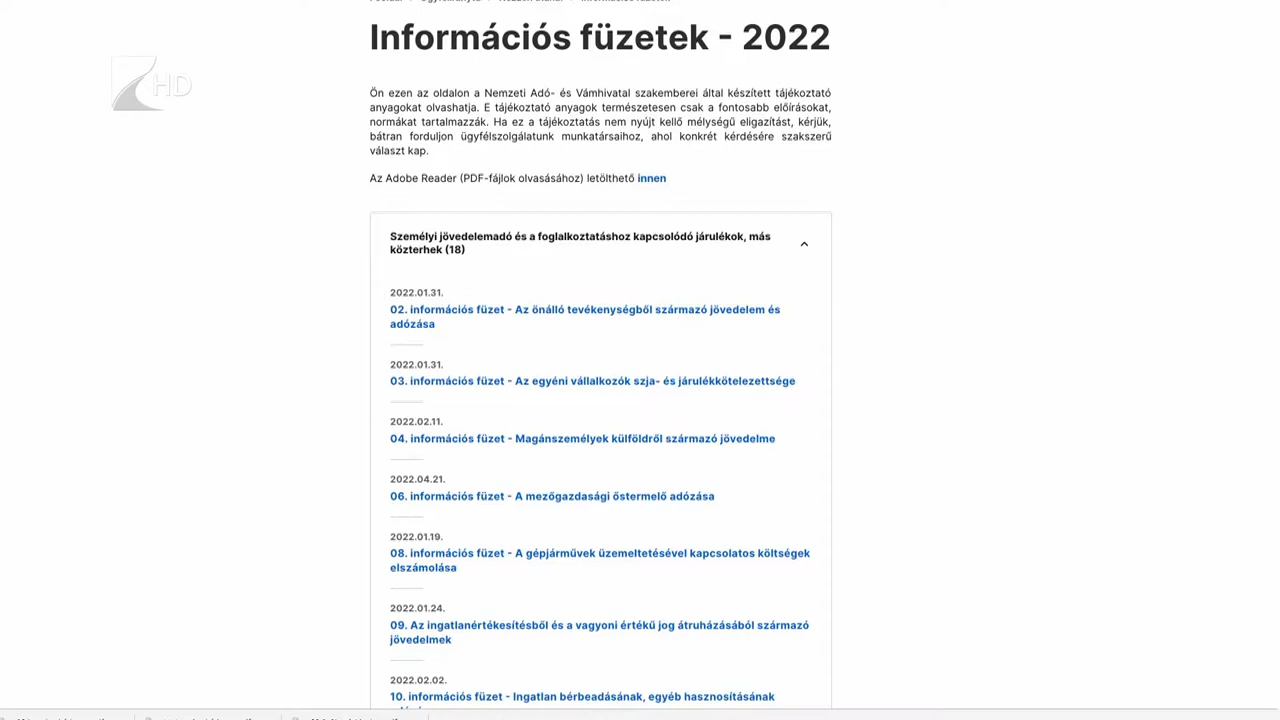 Információs füzetek - 2022
HD
Ön ezen az oldalon a Nemzeti Adó- és Vámhivatal szakemberei által készített tájékoztató
anyagokat olvashatja. E tájékoztató anyagok természetesen csak a fontosabb előírásokat,
normákat tartalmazzák. Ha ez a tájékoztatás nem nyújt kellő mélységű eligazítást, kérjük,
bátran forduljon ügyfélszolgálatunk munkatársaihoz, ahol konkrét kérdésére szakszerű
választ kap.
Az Adobe Reader (PDF-fájlok olvasásához) letölthető innen
Személyi jövedelemadó és a foglalkoztatáshoz kapcsolódó járulékok, más
közterhek (18)
2022.01.31.
02. információs füzet - Az önálló tevékenységből származó jövedelem és
adózása
2022.01.31.
03. információs füzet - Az egyéni vállalkozók szja- és járulékkötelezettsége
2022.02.11.
04. információs füzet - Magánszemélyek külföldről származó jövedelme
2022.04.21.
06. információs füzet - A mezőgazdasági őstermelő adózása
2022.01.19.
08. információs füzet - A gépjárművek üzemeltetésével kapcsolatos költségek
elszámolása
2022.01.24.
09. Az ingatlanértékesítésből és a vagyoni értékű jog átruházásából származó
jövedelmek
2022.02.02.
10. információs füzet - Ingatlan bérbeadásának, egyéb hasznosításának